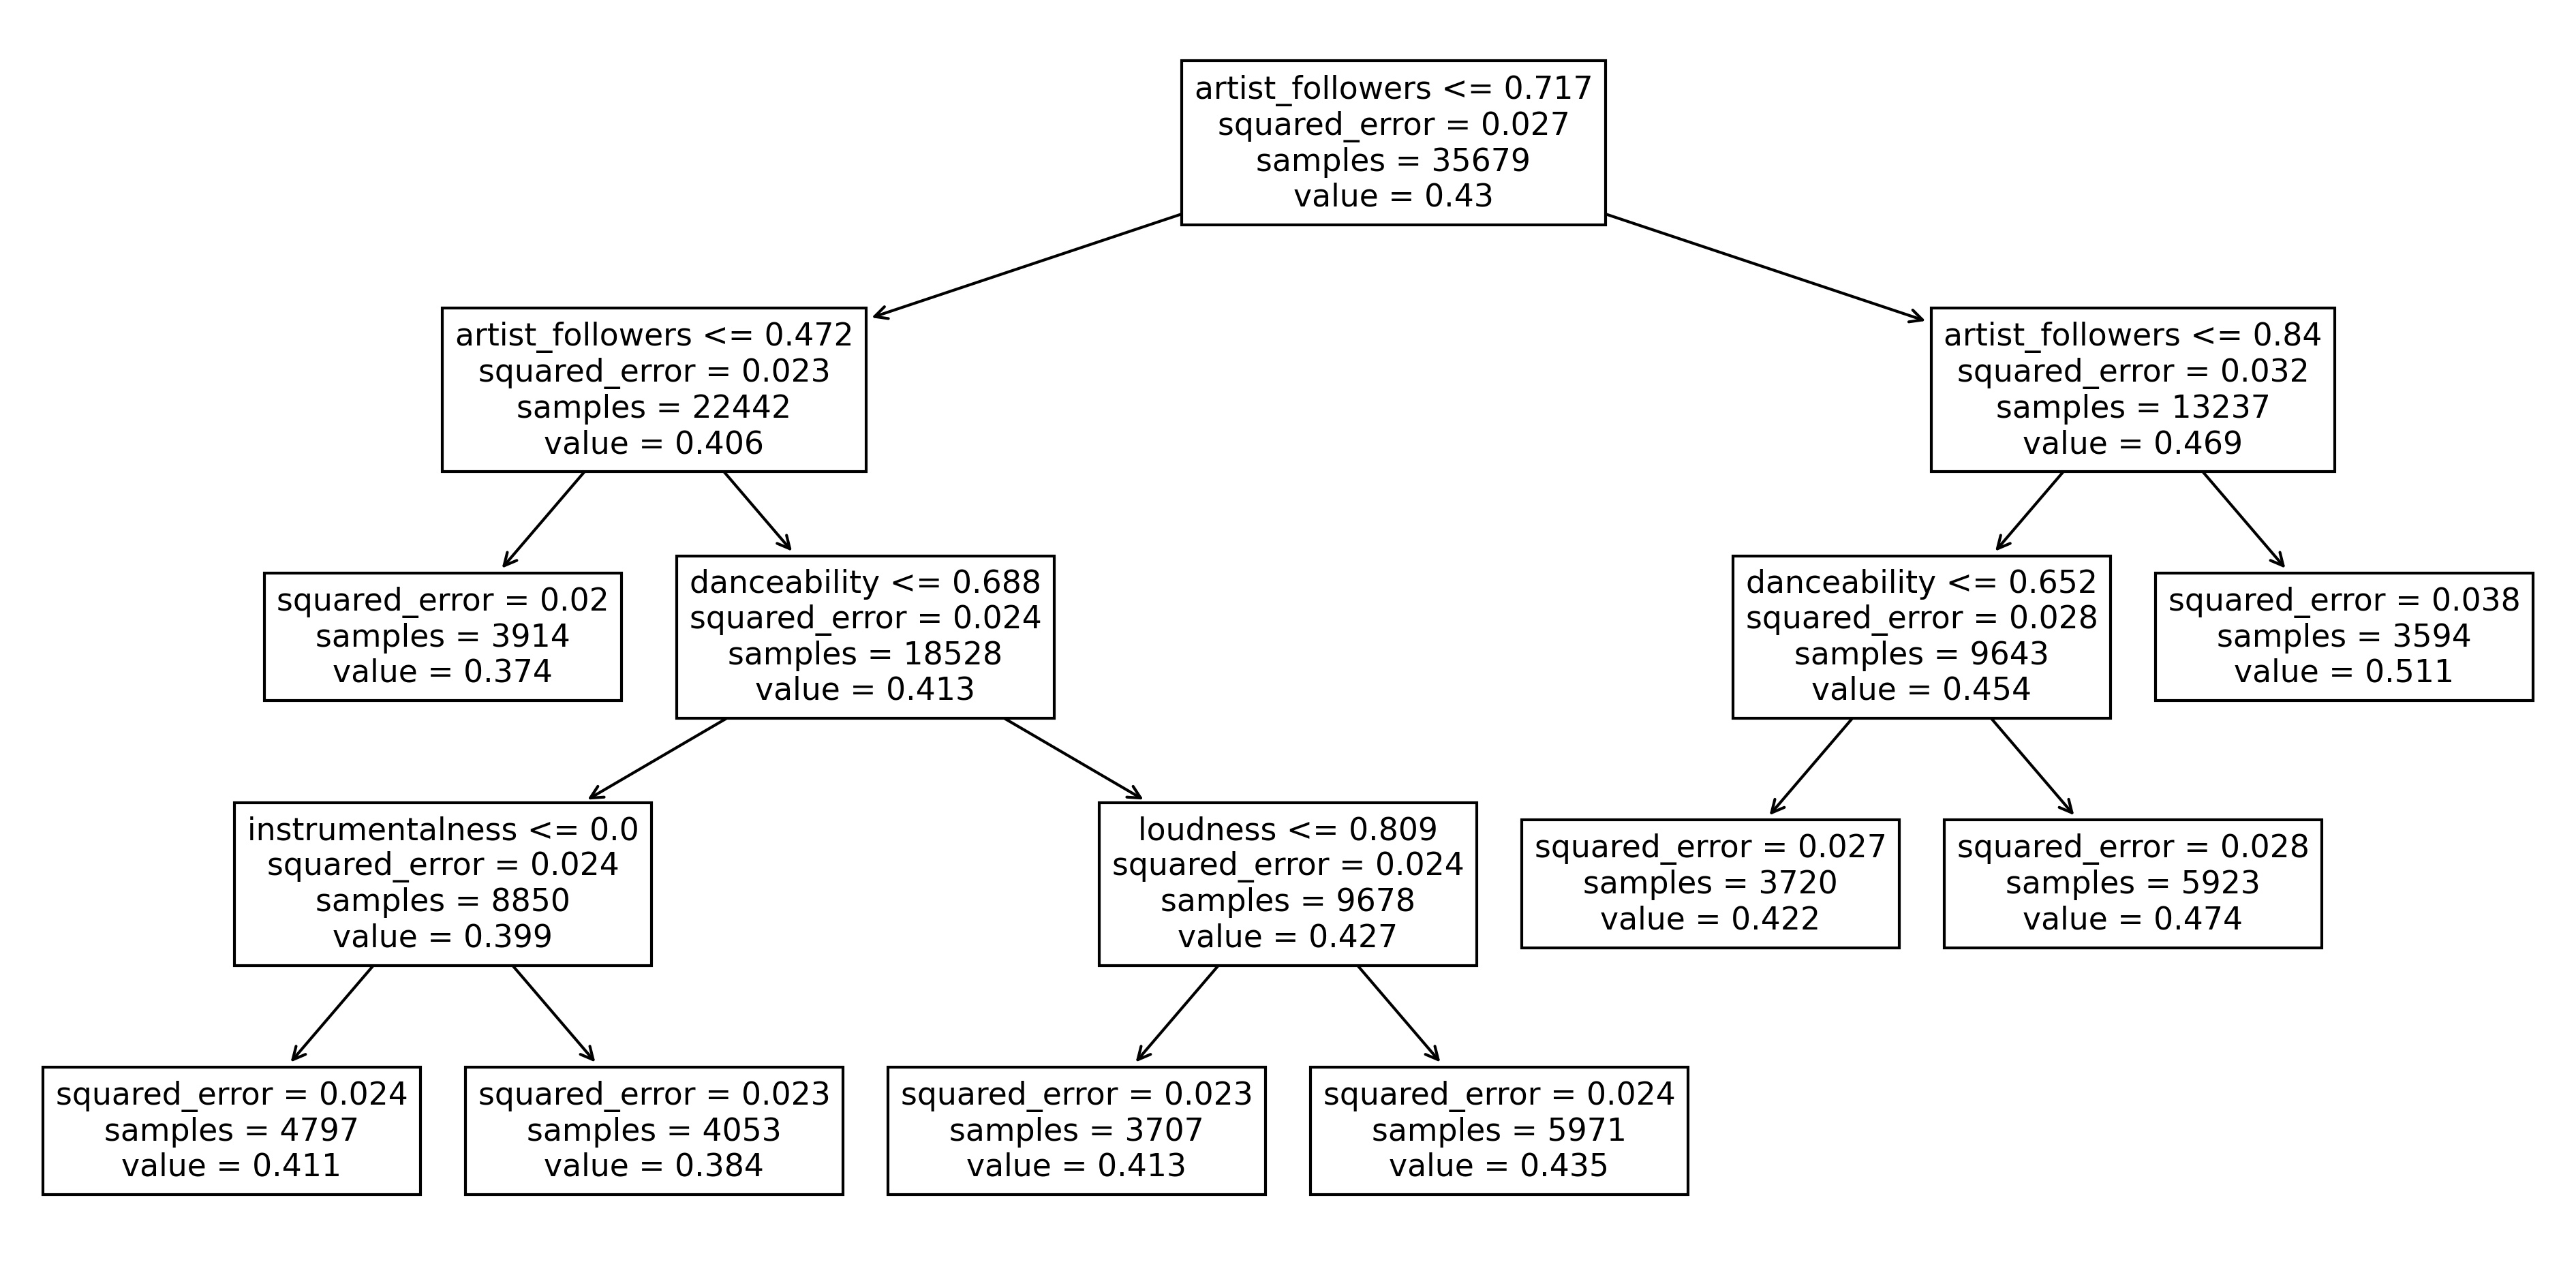 artist_followers <= 0.717
squared_error = 0.027
samples = 35679
value = 0.43
artist_followers <= 0.472
squared_error = 0.023
samples = 22442
value = 0.406
artist_followers <= 0.84
squared_error = 0.032
samples = 13237
value = 0.469
squared_error = 0.02
samples = 3914
value = 0.374
danceability <= 0.688
squared_error = 0.024
samples = 18528
value = 0.413
danceability <= 0.652
squared_error = 0.028
samples = 9643
value = 0.454
squared_error = 0.038
samples = 3594
value = 0.511
instrumentalness <= 0.0
squared_error = 0.024
samples = 8850
value = 0.399
loudness <= 0.809
squared_error = 0.024
samples = 9678
value = 0.427
squared_error = 0.027
samples = 3720
value = 0.422
squared_error = 0.028
samples = 5923
value = 0.474
squared_error = 0.024
samples = 4797
value = 0.411
squared_error = 0.023
samples = 4053
value = 0.384
squared_error = 0.023
samples = 3707
value = 0.413
squared_error = 0.024
samples = 5971
value = 0.435